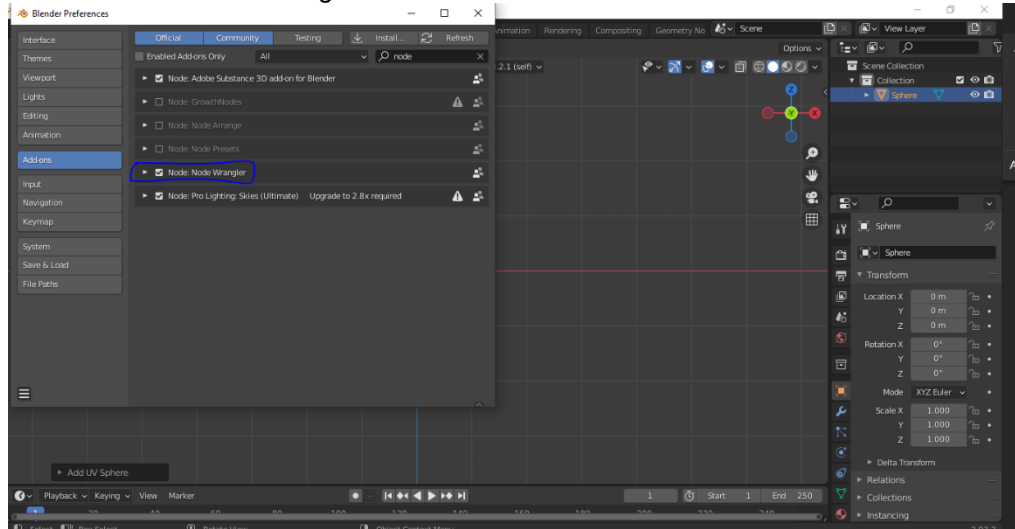 Blender Preferences
Interface
Themes
Viewport
Lights
Editing
Animation
Add-ons
Input
Navigation
Keymap
System
Save & Load
File Paths
Official Community Testing Install... Refresh
Enabled Add-ons Only All node
Node: Adobe Substance 3D add-on for Blender
Node: GrowthNodes
Node: Node Arrange
Node: Node Presets
Node: Node Wrangler
Node: Pro Lighting: Skies (Ultimate) Upgrade to 2.8x required
Rendering Compositing Geometry No Scene View Layer
Options
(self)
Z
Y
X
Scene Collection
Collection
Sphere
Sphere
Sphere
Transform
Location X 0 m
Y 0 m
Z 0 m
Rotation X 0°
Y 0°
Z 0°
Mode XYZ Euler
Scale X 1.000
Y 1.000
Z 1.000
Delta Transform
Relations
Collections
Instancing
Add UV Sphere
Playback Keying View Marker 1 Start 1 End 250